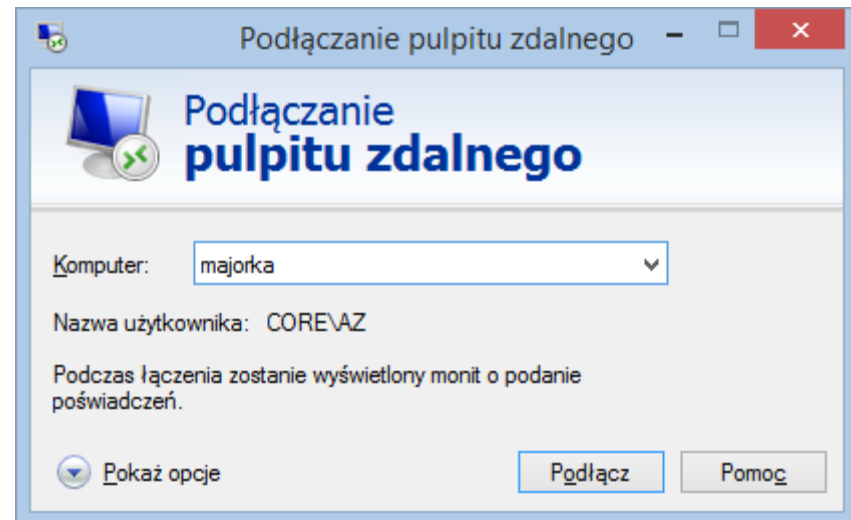 Podłączanie pulpitu zdalnego
Podłączanie
pulpitu zdalnego
Komputer: majorka
Nazwa użytkownika: CORE\AZ
Podczas łączenia zostanie wyświetlony monit o podanie
poświadczeń.
Pokaż opcje Podłącz Pomoc